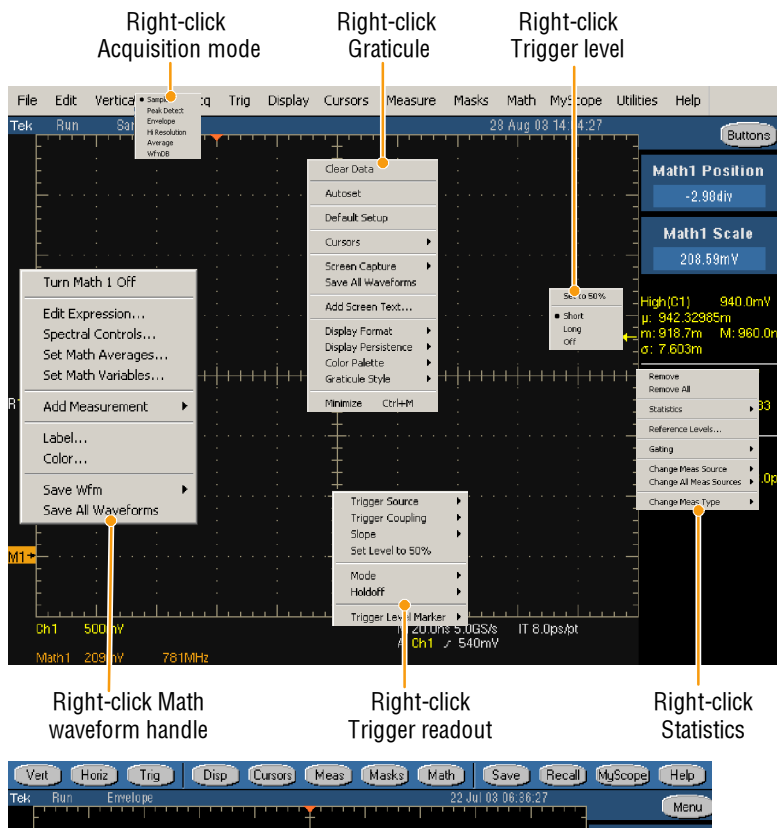 Right-click
Acquisition mode
Right-click
Graticule
Right-click
Trigger level
File Edit Vertica cq Trig Display Cursors Measure Masks Math MyScope Utilities Help
Tek Run 28 Aug 03
Buttons
Sampl
Peak Detect
Envelope
Hi Resolution
Average
WfmDB
Clear Data
Autoset
Default Setup
Cursors
Screen Capture
Save All Waveforms
Add Screen Text...
Display Format
Display Persistence
Color Palette
Graticule Style
Minimize Ctrl+M
Math1 Position
-2.98div
Math1 Scale
208.59mV
Set to 50%
Short
Long
Off
High(C1) 940.0mV
µ: 942.32985m
m: 918.7m M: 960.0m
σ: 7.603m
Turn Math 1 Off
Edit Expression...
Spectral Controls...
Set Math Averages...
Set Math Variables...
Add Measurement
Label...
Color...
Save Wfm
Save All Waveforms
Remove
Remove All
Statistics
Reference Levels...
Gating
Change Meas Source
Change All Meas Sources
Change Meas Type
Trigger Source
Trigger Coupling
Slope
Set Level to 50%
Mode
Holdoff
Trigger Level Marker
M1
Ch1 500mV
M 20.0ns 5.0GS/s IT 8.0ps/pt
A Ch1 540mV
Math1 209mV 781MHz
Right-click Math
waveform handle
Right-click
Trigger readout
Right-click
Statistics
Vert Horiz Trig Disp Cursors Meas Masks Math Save Recall MyScope Help
Tek Run Envelope 22 Jul 03 06:36:27
Menu